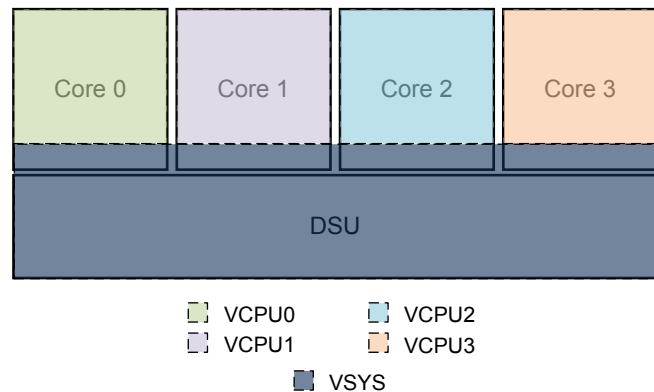 Core 0 Core 1 Core 2 Core 3
DSU
VCPU0 VCPU2
VCPU1 VCPU3
VSYS